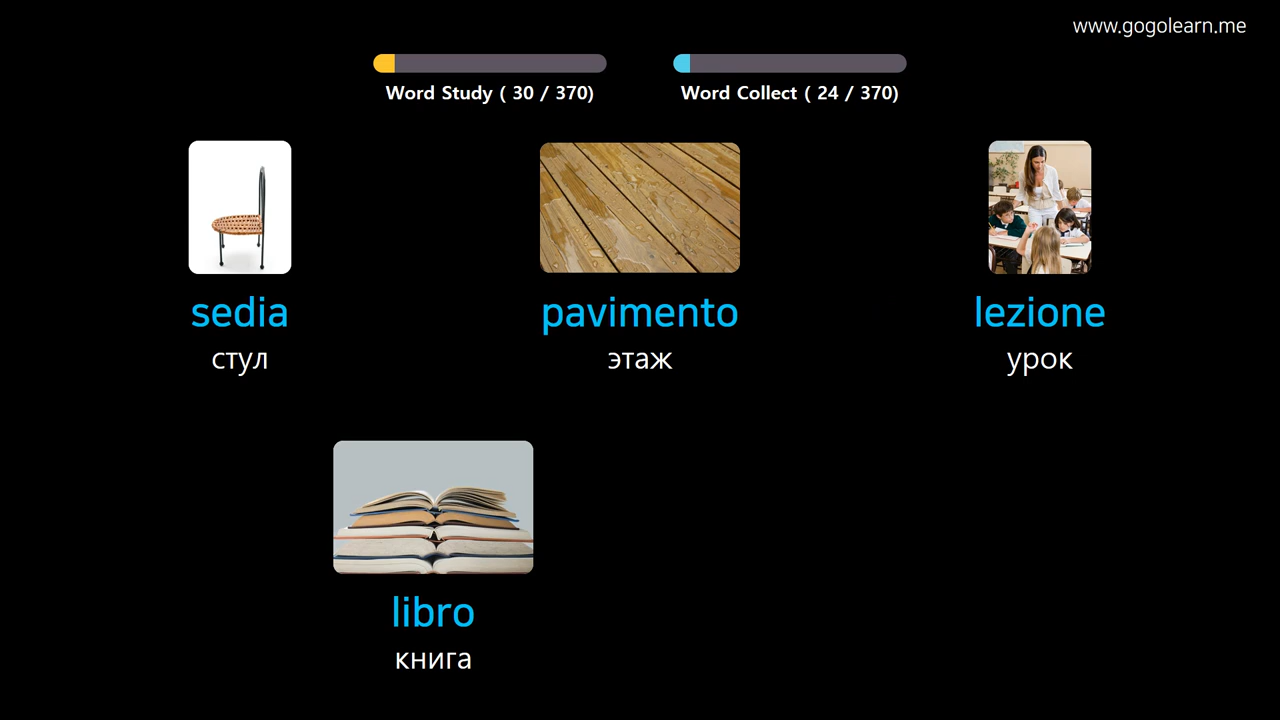 www.gogolearn.me
Word Study ( 30 / 370)
Word Collect ( 24 / 370)
sedia
стул
pavimento
этаж
lezione
урок
libro
книга